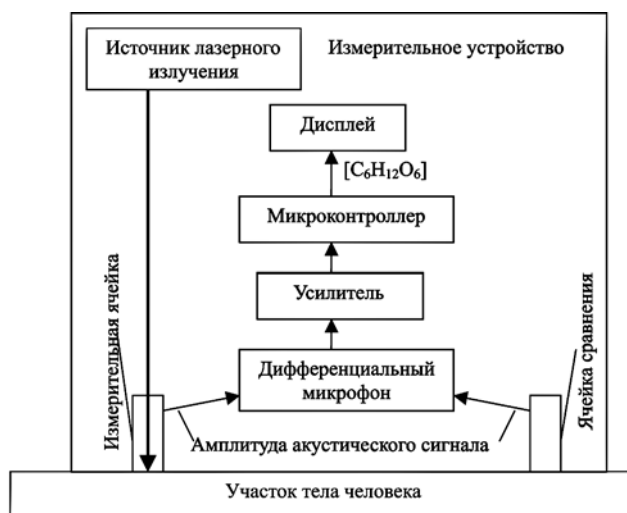 Источник лазерного
излучения
Измерительное устройство
Дисплей
[C₆H₁₂O₆]
Микроконтроллер
Усилитель
Измерительная ячейка
Дифференциальный
микрофон
Ячейка сравнения
Амплитуда акустического сигнала
Участок тела человека